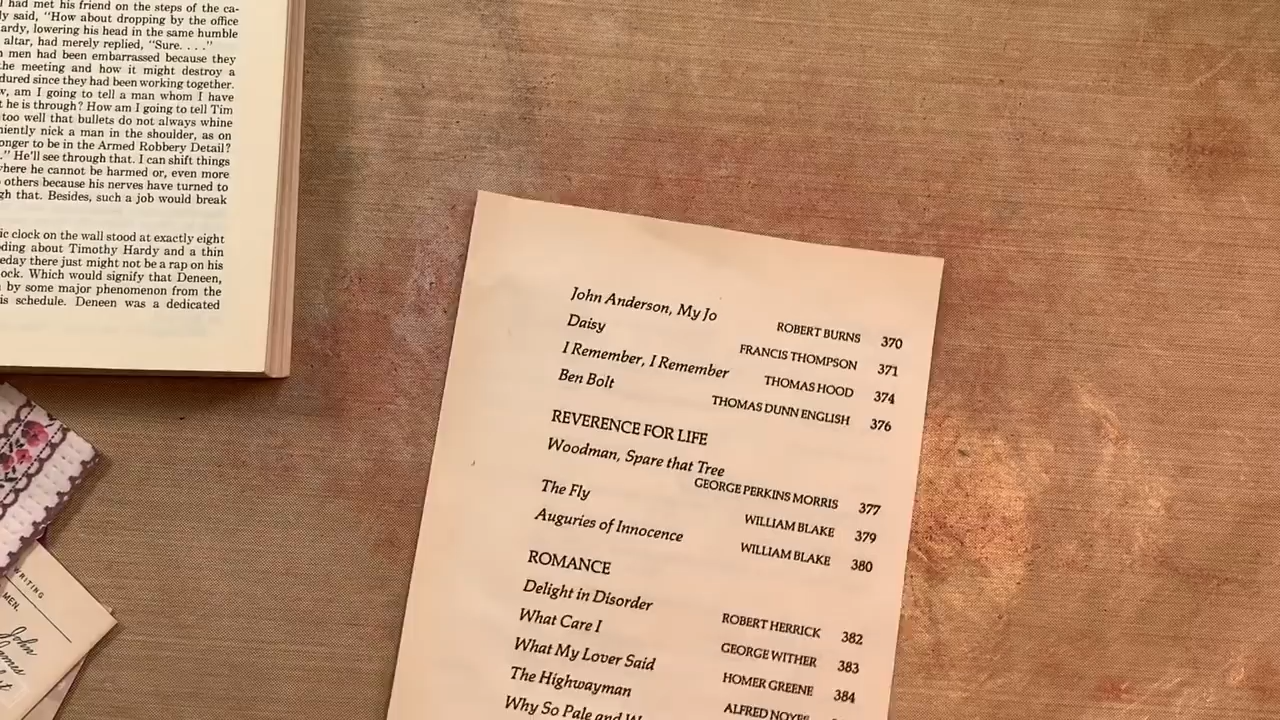 had met his friend on the steps of the ca-
said, "How about dropping by the office
lowering his head in the same humble
altar, had merely replied, "Sure. . . ."
men had been embarrassed because they
the meeting and how it might destroy a
since they had been working together.
am I going to tell a man whom I have
he is through? How am I going to tell Tim
too well that bullets do not always whine
nick a man in the shoulder, as on
to be in the Armed Robbery Detail?
." He'll see through that. I can shift things
where he cannot be harmed or, even more
others because his nerves have turned to
that. Besides, such a job would break
clock on the wall stood at exactly eight
about Timothy Hardy and a thin
there just might not be a rap on his
Which would signify that Deneen,
by some major phenomenon from the
schedule. Deneen was a dedicated
WRITING
MEN.
John
James
John Anderson, My Jo ROBERT BURNS 370
Daisy FRANCIS THOMPSON 371
I Remember, I Remember THOMAS HOOD 374
Ben Bolt THOMAS DUNN ENGLISH 376
REVERENCE FOR LIFE
Woodman, Spare that Tree
GEORGE PERKINS MORRIS 377
The Fly WILLIAM BLAKE 379
Auguries of Innocence WILLIAM BLAKE 380
ROMANCE
Delight in Disorder ROBERT HERRICK 382
What Care I GEORGE WITHER 383
What My Lover Said HOMER GREENE 384
The Highwayman ALFRED NOYES
Why So Pale and